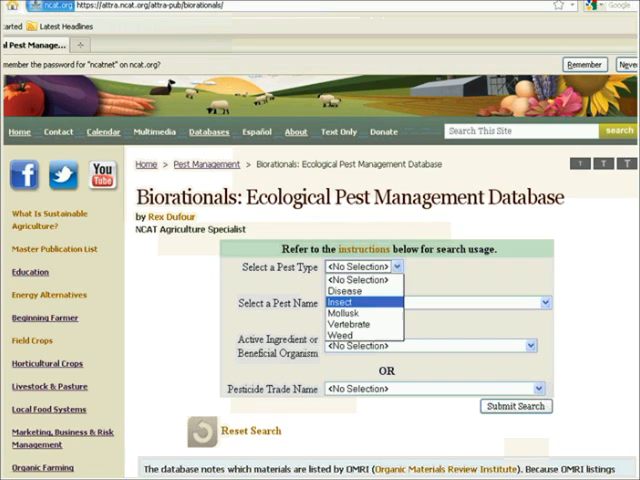 ncat.org https://attra.ncat.org/attra-pub/biorationals/
Google
tarted Latest Headlines
l Pest Manage...
member the password for "ncatnet" on ncat.org?
Remember
Never
Home Contact Calendar Multimedia Databases Español About Text Only Donate
Search This Site
search
f
You
Tube
Home > Pest Management > Biorationals: Ecological Pest Management Database
T T T
Biorationals: Ecological Pest Management Database
by Rex Dufour
NCAT Agriculture Specialist
What Is Sustainable
Agriculture?
Master Publication List
Education
Energy Alternatives
Beginning Farmer
Field Crops
Horticultural Crops
Livestock & Pasture
Local Food Systems
Marketing, Business & Risk
Management
Organic Farming
Refer to the instructions below for search usage.
Select a Pest Type <No Selection>
<No Selection>
Disease
Insect
Mollusk
Vertebrate
Weed
Select a Pest Name
Active Ingredient or
Beneficial Organism
<No Selection>
OR
Pesticide Trade Name <No Selection>
Submit Search
Reset Search
The database notes which materials are listed by OMRI (Organic Materials Review Institute). Because OMRI listings